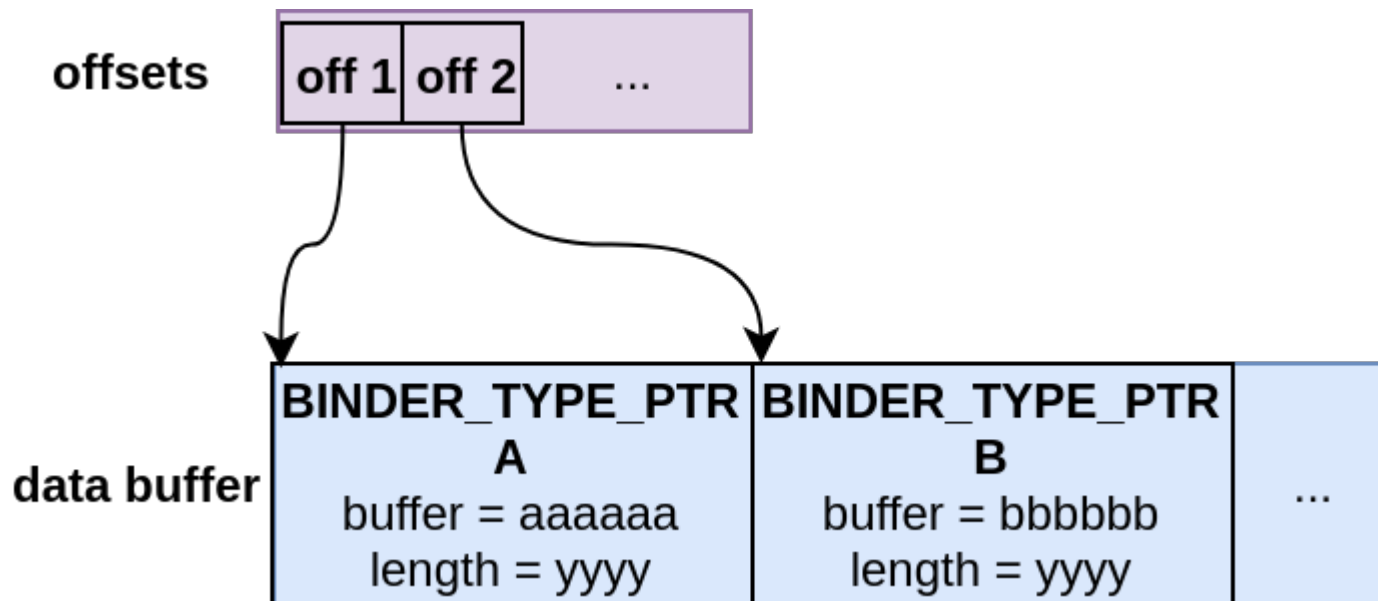 offsets
off 1
off 2
...
BINDER_TYPE_PTR
A
buffer = aaaaaa
length = yyyy
BINDER_TYPE_PTR
B
buffer = bbbbbb
length = yyyy
...
data buffer